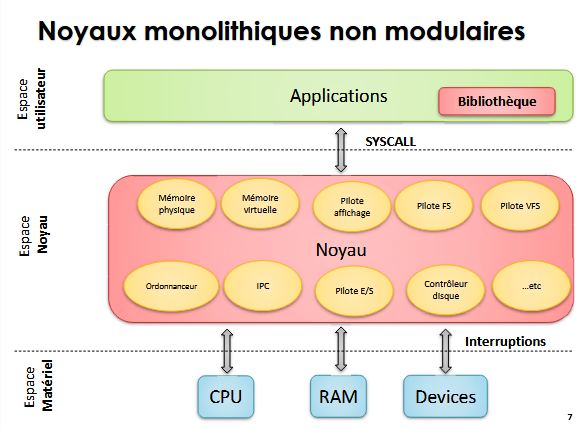 Noyaux monolithiques non modulaires
Espace
utilisateur
Applications
Bibliothèque
SYSCALL
Espace
Noyau
Mémoire
physique
Mémoire
virtuelle
Pilote
affichage
Pilote FS
Pilote VFS
Noyau
Ordonnanceur
IPC
Pilote E/S
Contrôleur
disque
...etc
Interruptions
Espace
Matériel
CPU
RAM
Devices
7